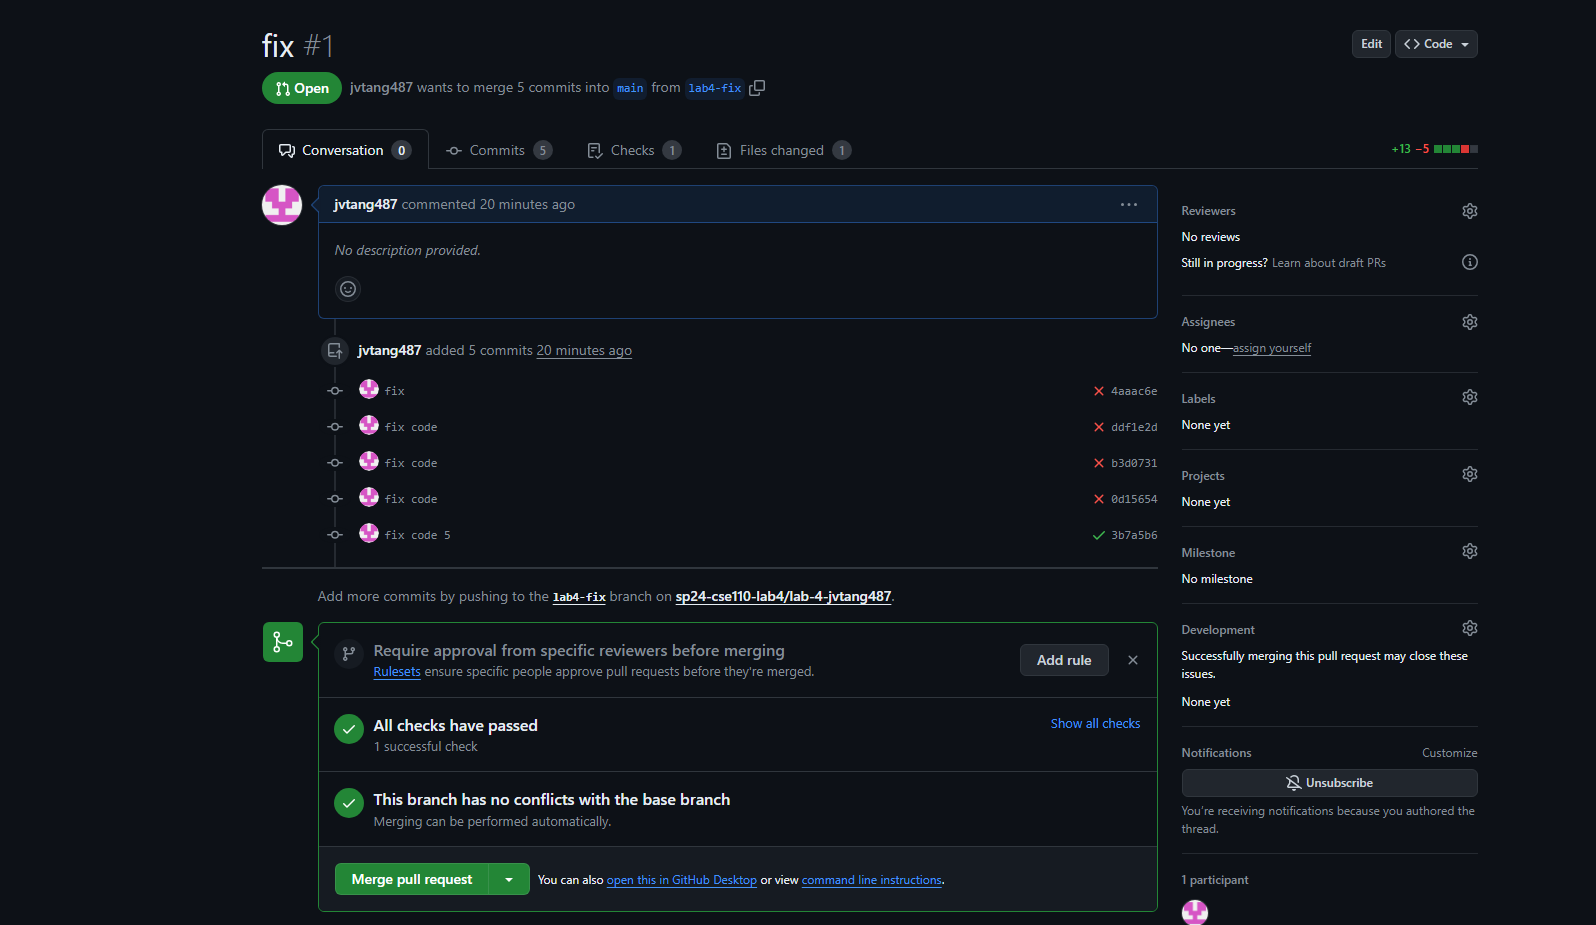 fix #1
Edit
Code
Open
jvtang487 wants to merge 5 commits into main from lab4-fix
Conversation 0
Commits 5
Checks 1
Files changed 1
+13 −5
jvtang487 commented 20 minutes ago
No description provided.
jvtang487 added 5 commits 20 minutes ago
fix 4aaac6e
fix code ddf1e2d
fix code b3d0731
fix code 0d15654
fix code 5 3b7a5b6
Add more commits by pushing to the lab4-fix branch on sp24-cse110-lab4/lab-4-jvtang487.
Require approval from specific reviewers before merging
Rulesets ensure specific people approve pull requests before they're merged.
Add rule
All checks have passed
1 successful check
Show all checks
This branch has no conflicts with the base branch
Merging can be performed automatically.
Merge pull request
You can also open this in GitHub Desktop or view command line instructions.
Reviewers
No reviews
Still in progress? Learn about draft PRs
Assignees
No one—assign yourself
Labels
None yet
Projects
None yet
Milestone
No milestone
Development
Successfully merging this pull request may close these
issues.
None yet
Notifications
Customize
Unsubscribe
You're receiving notifications because you authored the
thread.
1 participant